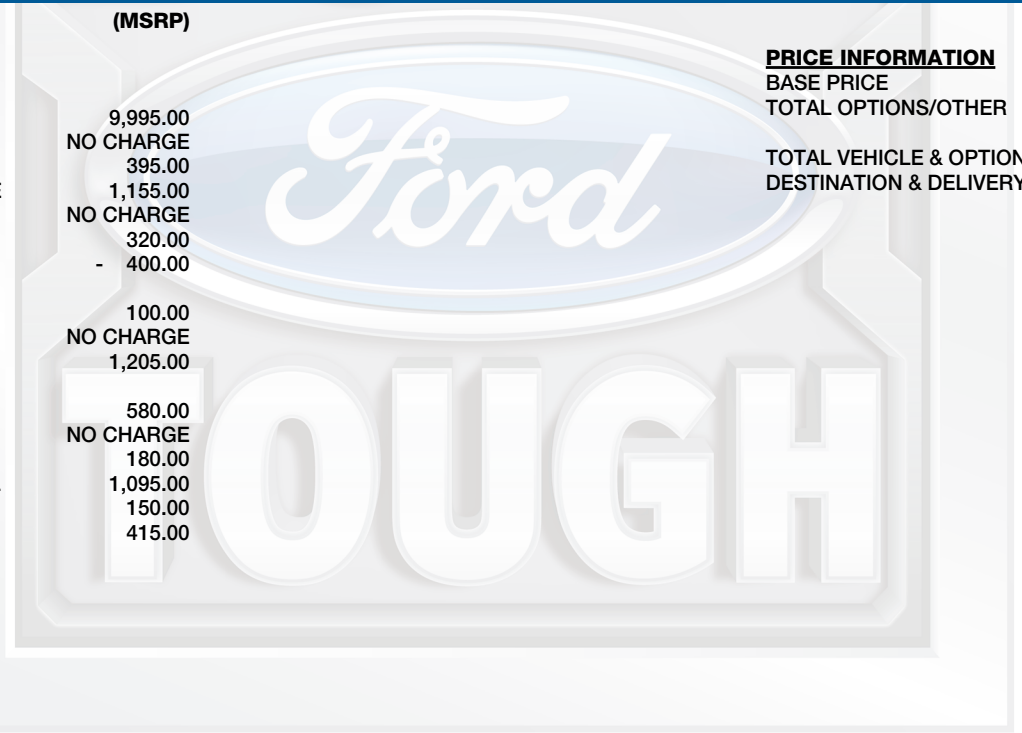 (MSRP)
9,995.00
NO CHARGE
395.00
1,155.00
NO CHARGE
320.00
- 400.00
100.00
NO CHARGE
1,205.00
580.00
NO CHARGE
180.00
1,095.00
150.00
415.00
PRICE INFORMATION
BASE PRICE
TOTAL OPTIONS/OTHER
TOTAL VEHICLE & OPTION
DESTINATION & DELIVERY
Ford
TOUGH